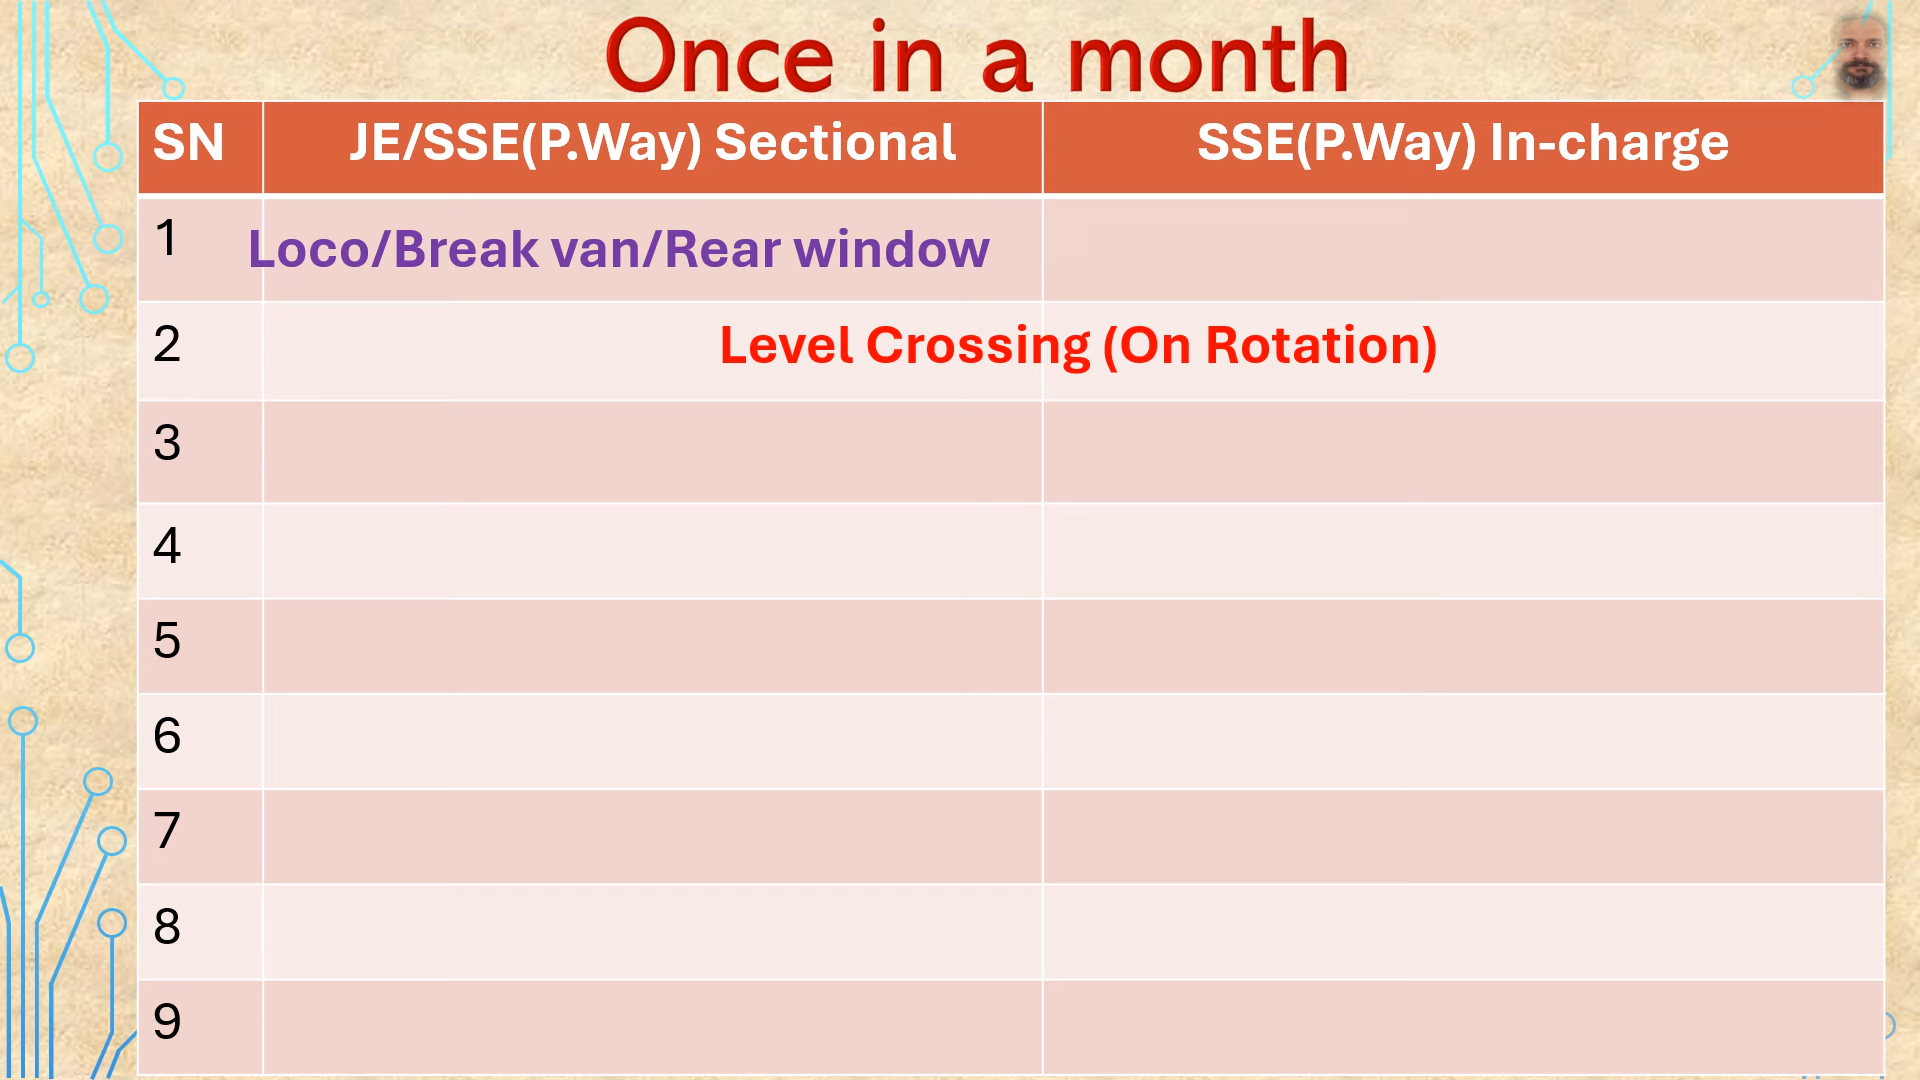 Once in a month
SN JE/SSE(P.Way) Sectional SSE(P.Way) In-charge
1 Loco/Break van/Rear window
2 Level Crossing (On Rotation)
3
4
5
6
7
8
9